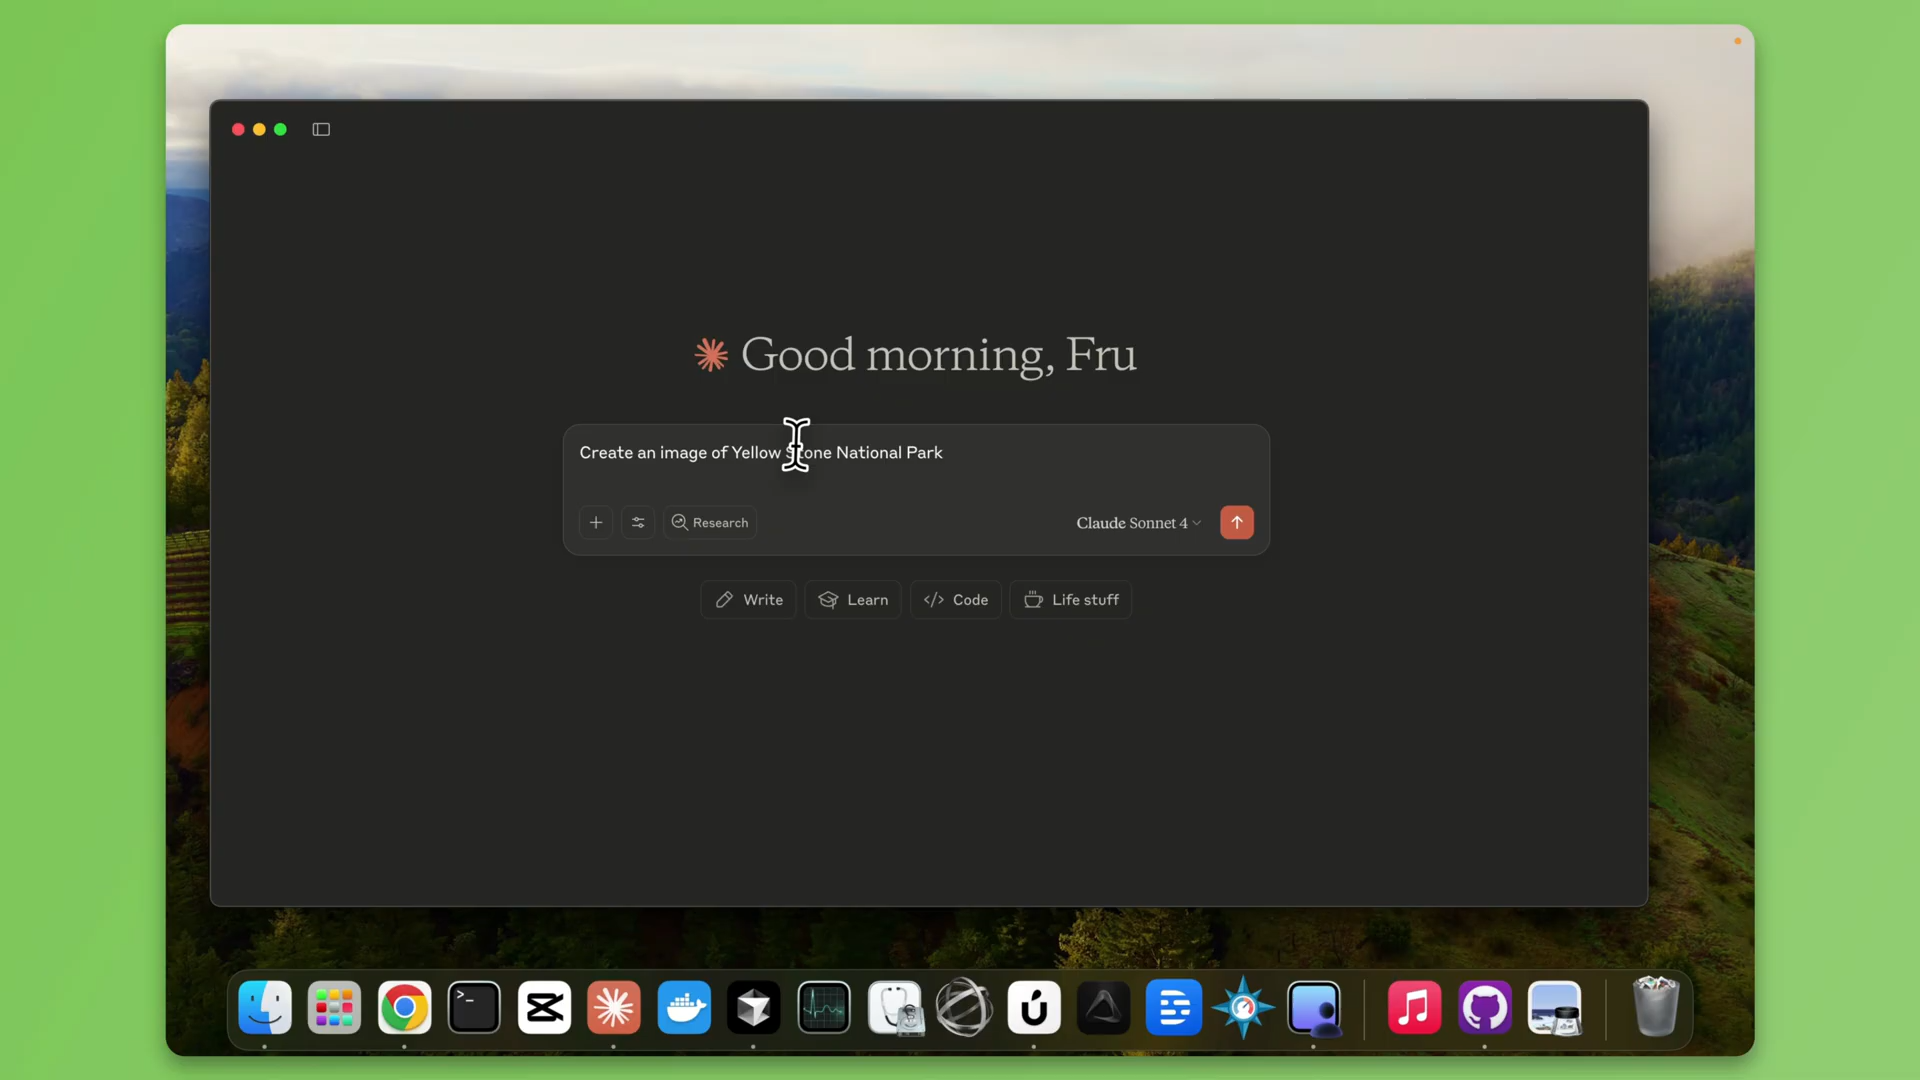 Good morning, Fru
Create an image of Yellow Stone National Park
Research
Claude Sonnet 4
Write
Learn
Code
Life stuff